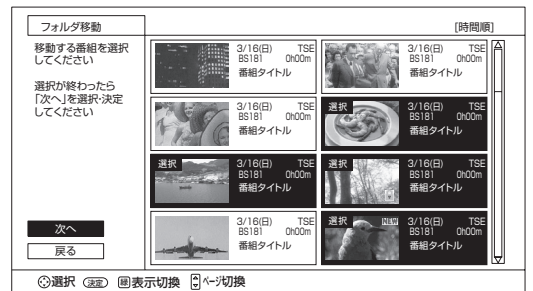 フォルダ移動
[時間順]
移動する番組を選択
してください
選択が終わったら
「次へ」を選択・決定
してください
次へ
戻る
3/16(日) TSE
BS181 0h00m
番組タイトル
3/16(日) TSE
BS181 0h00m
番組タイトル
3/16(日) TSE
BS181 0h00m
番組タイトル
選択
3/16(日) TSE
BS181 0h00m
番組タイトル
選択
3/16(日) TSE
BS181 0h00m
番組タイトル
選択
3/16(日) TSE
BS181 0h00m
番組タイトル
3/16(日) TSE
BS181 0h00m
番組タイトル
選択 NEW
3/16(日) TSE
BS181 0h00m
番組タイトル
選択 決定 緑 表示切換 ページ切換